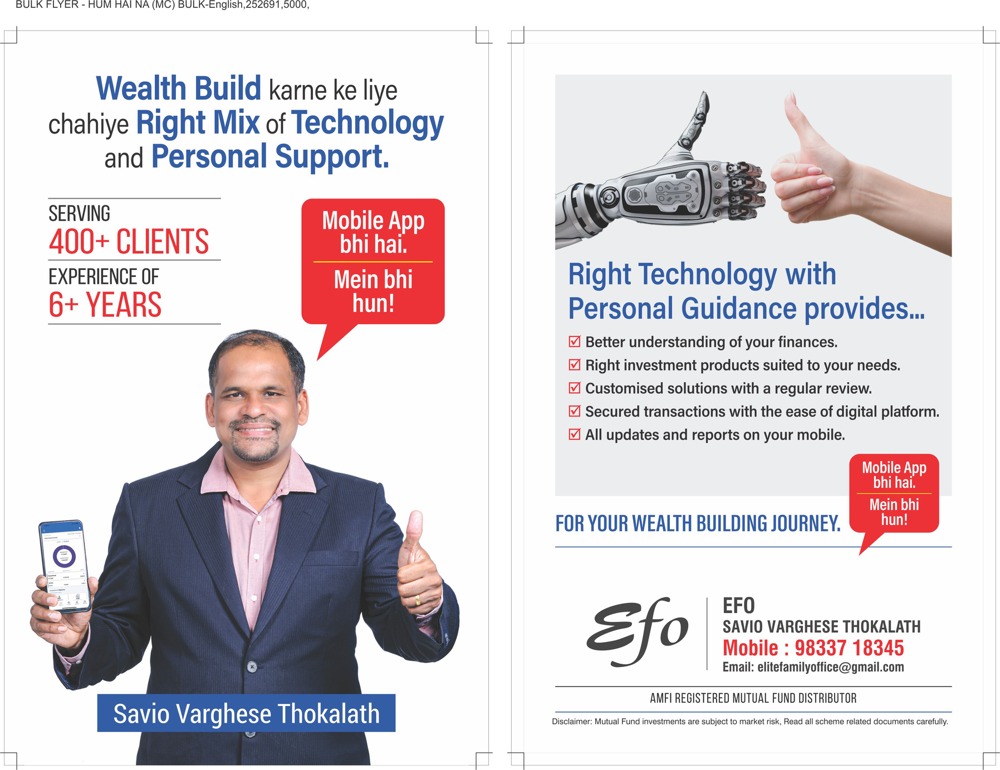 BULK FLYER - HUM HAI NA (MC) BULK-English,252691,5000,
Wealth Build karne ke liye
chahiye Right Mix of Technology
and Personal Support.
SERVING
400+ CLIENTS
EXPERIENCE OF
6+ YEARS
Mobile App
bhi hai.
Mein bhi
hun!
Savio Varghese Thokalath
Right Technology with
Personal Guidance provides...
Better understanding of your finances.
Right investment products suited to your needs.
Customised solutions with a regular review.
Secured transactions with the ease of digital platform.
All updates and reports on your mobile.
Mobile App
bhi hai.
Mein bhi
hun!
FOR YOUR WEALTH BUILDING JOURNEY.
Efo
EFO
SAVIO VARGHESE THOKALATH
Mobile : 98337 18345
Email: elitefamilyoffice@gmail.com
AMFI REGISTERED MUTUAL FUND DISTRIBUTOR
Disclaimer: Mutual Fund investments are subject to market risk, Read all scheme related documents carefully.